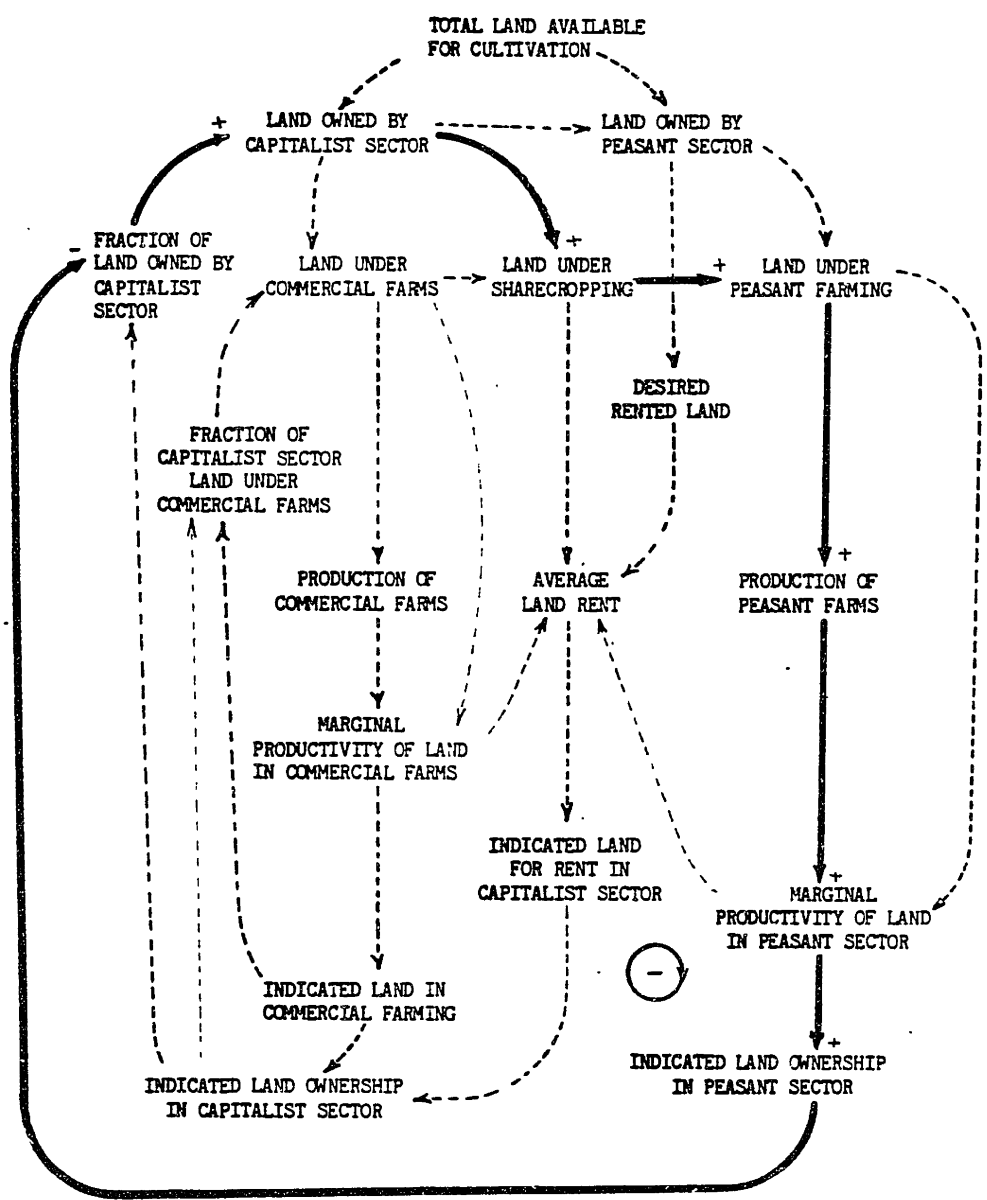 TOTAL LAND AVAILABLE
FOR CULTIVATION
+
LAND OWNED BY
CAPITALIST SECTOR
LAND OWNED BY
PEASANT SECTOR
-
FRACTION OF
LAND OWNED BY
CAPITALIST
SECTOR
LAND UNDER
COMMERCIAL FARMS
+
LAND UNDER
SHARECROPPING
+
LAND UNDER
PEASANT FARMING
DESIRED
RENTED LAND
FRACTION OF
CAPITALIST SECTOR
LAND UNDER
COMMERCIAL FARMS
PRODUCTION OF
COMMERCIAL FARMS
AVERAGE
LAND RENT
+
PRODUCTION OF
PEASANT FARMS
MARGINAL
PRODUCTIVITY OF LAND
IN COMMERCIAL FARMS
INDICATED LAND
FOR RENT IN
CAPITALIST SECTOR
+
MARGINAL
PRODUCTIVITY OF LAND
IN PEASANT SECTOR
-
INDICATED LAND IN
COMMERCIAL FARMING
+
INDICATED LAND OWNERSHIP
IN PEASANT SECTOR
INDICATED LAND OWNERSHIP
IN CAPITALIST SECTOR